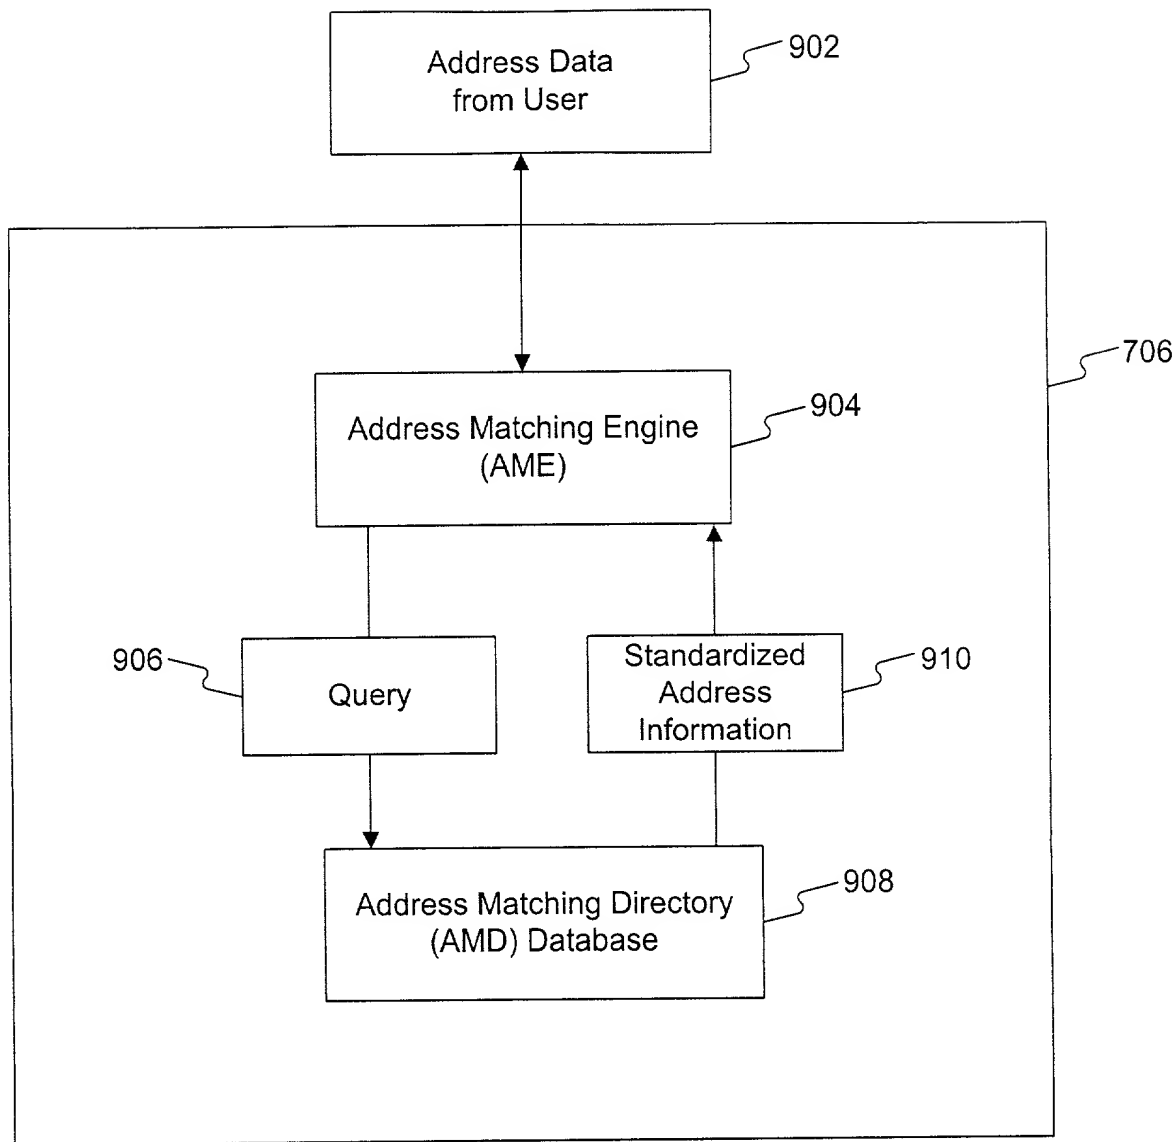 Address Data
from User
902
706
Address Matching Engine
(AME)
904
906
Query
Standardized
Address
Information
910
Address Matching Directory
(AMD) Database
908